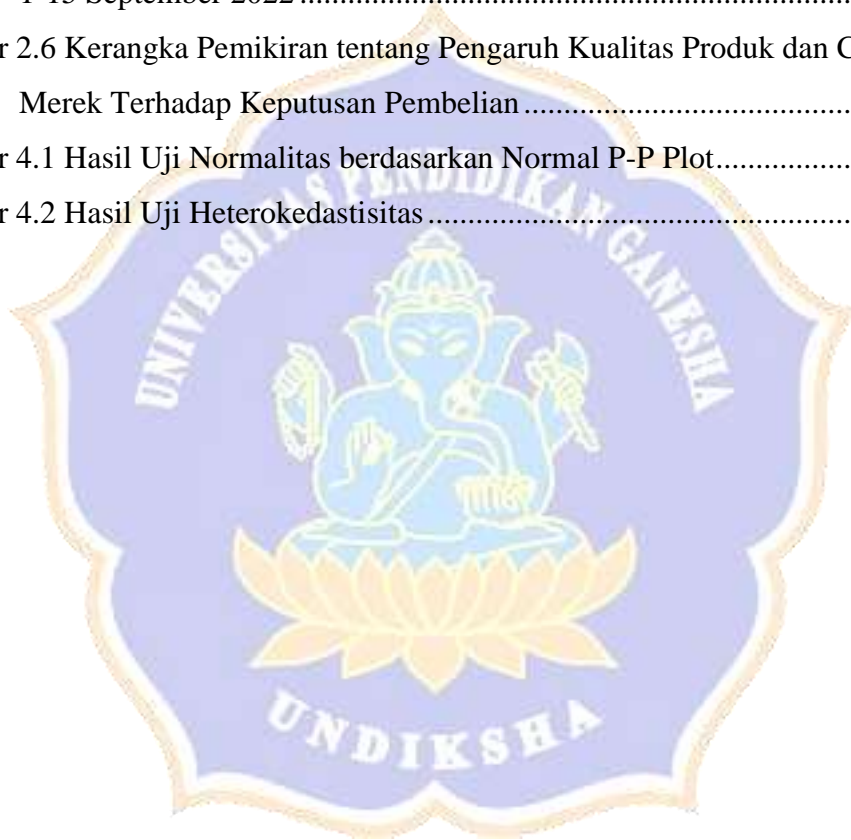 1-15 September 2022
r 2.6 Kerangka Pemikiran tentang Pengaruh Kualitas Produk dan
Merek Terhadap Keputusan Pembelian
r 4.1 Hasil Uji Normalitas berdasarkan Normal P-P Plot
r 4.2 Hasil Uji Heterokedastisitas
UNIVERSITAS PENDIDIKAN GANESHA
UNDIKSHA